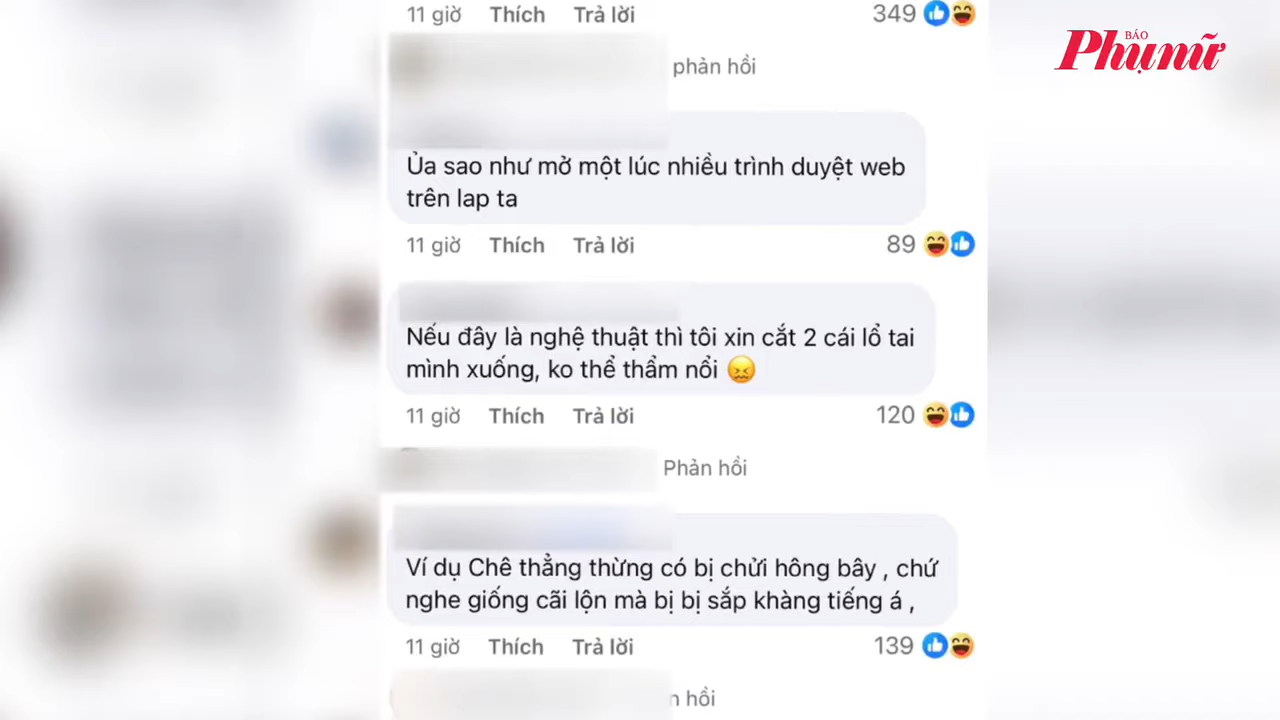 11 giờ Thích Trả lời 349
BÁO
Phụ nữ
phản hồi
Ủa sao như mở một lúc nhiều trình duyệt web
trên lap ta
11 giờ Thích Trả lời 89
Nếu đây là nghệ thuật thì tôi xin cắt 2 cái lổ tai
mình xuống, ko thể thẩm nổi 😖
11 giờ Thích Trả lời 120
Phản hồi
Ví dụ Chê thẳng thừng có bị chửi hông bây , chứ
nghe giống cãi lộn mà bị bị sắp khàng tiếng á ,
11 giờ Thích Trả lời 139
n hồi